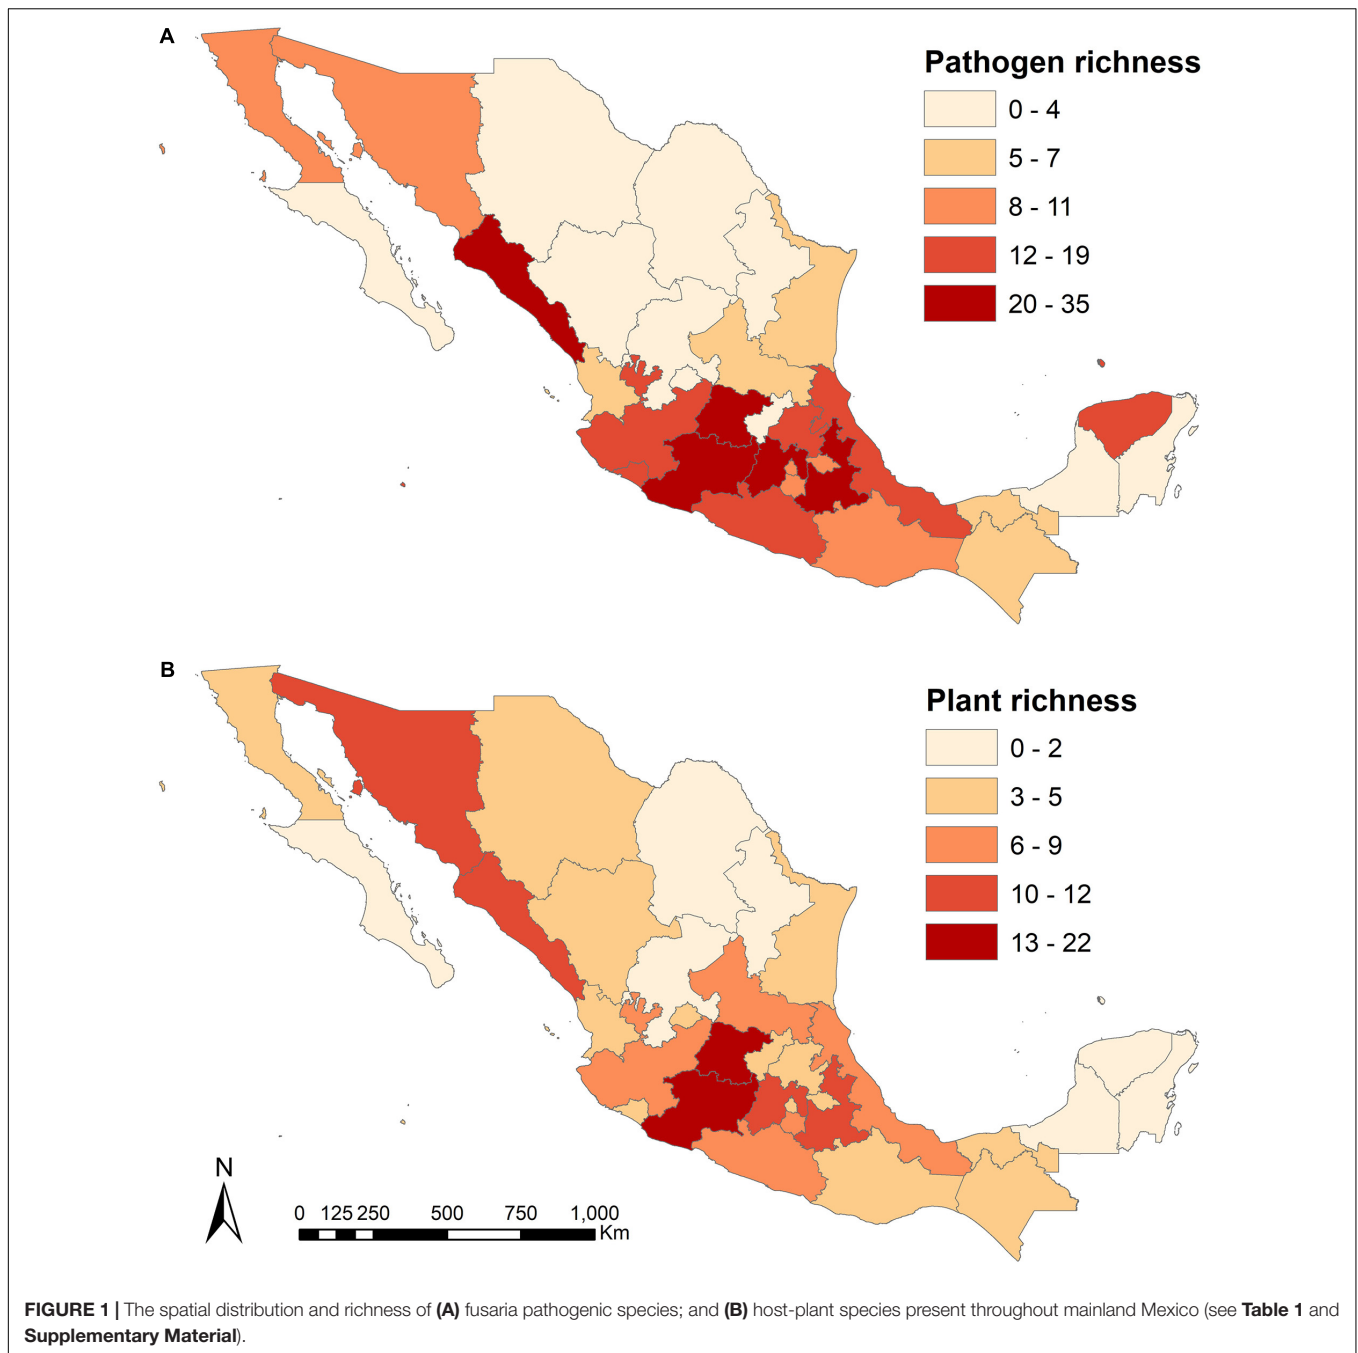 A
Pathogen richness
0 - 4
5 - 7
8 - 11
12 - 19
20 - 35
B
Plant richness
0 - 2
3 - 5
6 - 9
10 - 12
13 - 22
N
0 125 250 500 750 1,000
Km
FIGURE 1 | The spatial distribution and richness of (A) fusaria pathogenic species; and (B) host-plant species present throughout mainland Mexico (see Table 1 and
Supplementary Material).